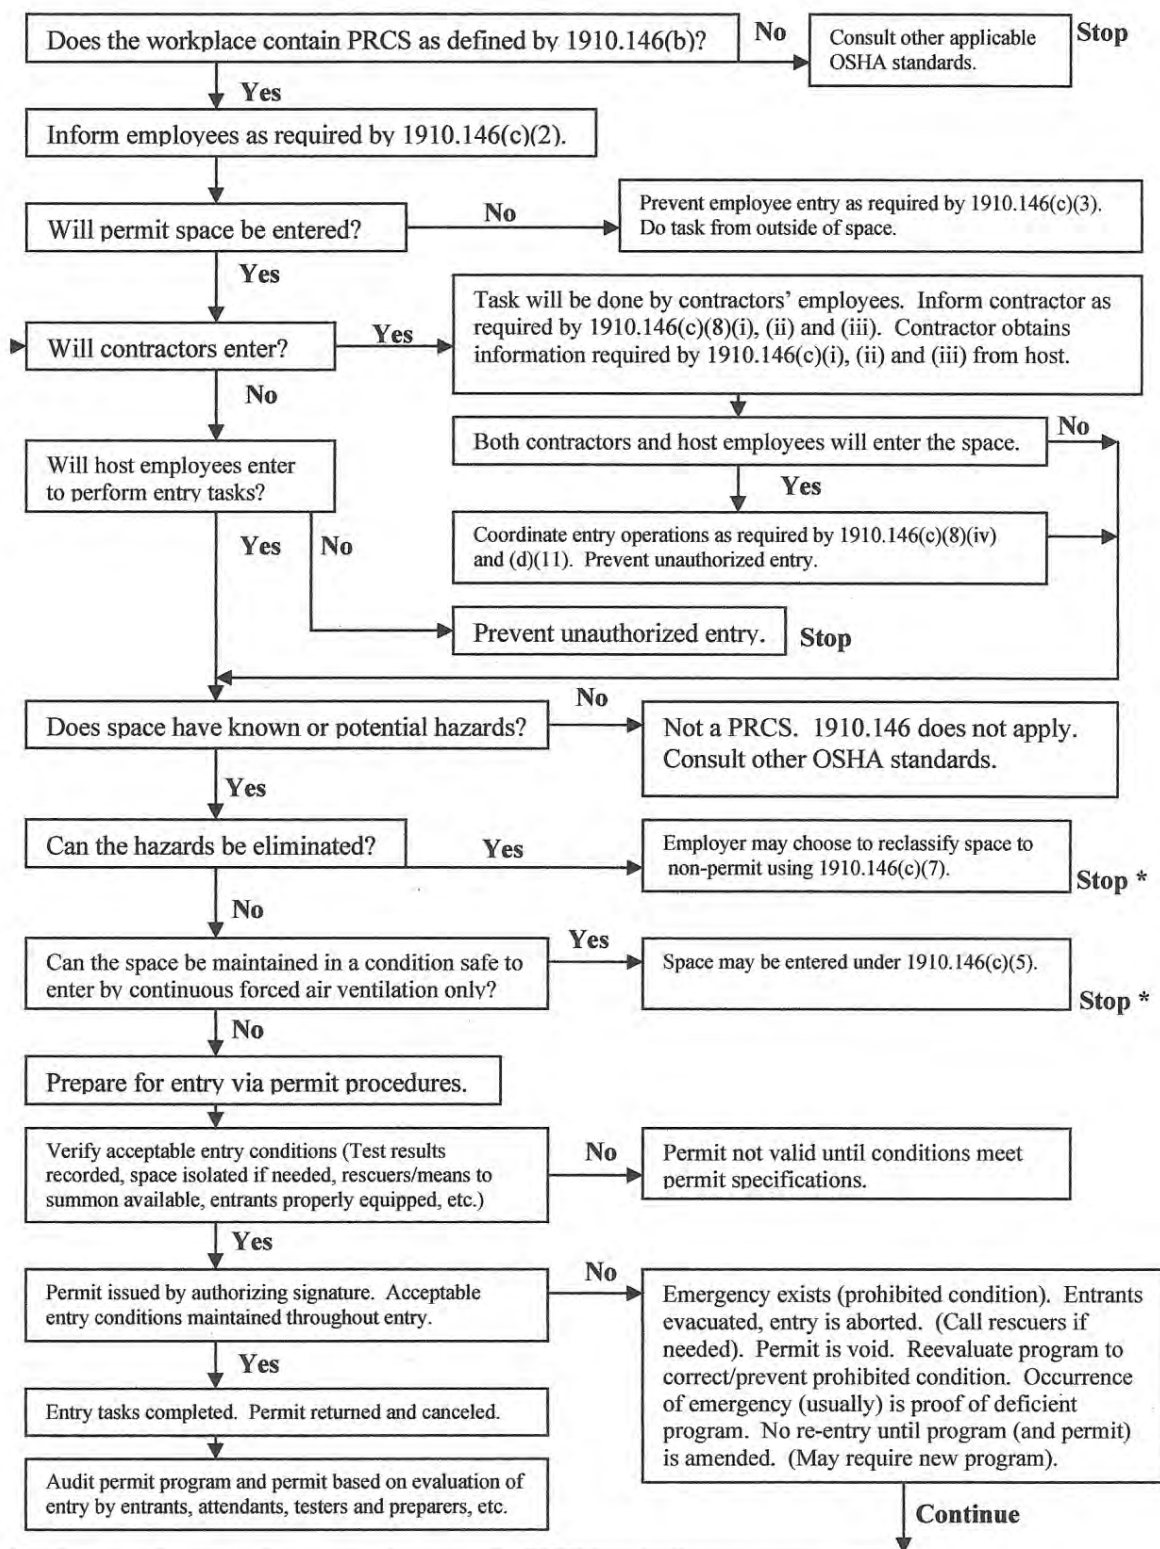 Does the workplace contain PRCS as defined by 1910.146(b)?
No
Consult other applicable
OSHA standards.
Stop
Yes
Inform employees as required by 1910.146(c)(2).
Will permit space be entered?
No
Prevent employee entry as required by 1910.146(c)(3).
Do task from outside of space.
Yes
Will contractors enter?
Yes
Task will be done by contractors' employees. Inform contractor as
required by 1910.146(c)(8)(i), (ii) and (iii). Contractor obtains
information required by 1910.146(c)(i), (ii) and (iii) from host.
No
Both contractors and host employees will enter the space.
No
Yes
Will host employees enter
to perform entry tasks?
Yes
No
Coordinate entry operations as required by 1910.146(c)(8)(iv)
and (d)(11). Prevent unauthorized entry.
Prevent unauthorized entry.
Stop
Does space have known or potential hazards?
No
Not a PRCS. 1910.146 does not apply.
Consult other OSHA standards.
Yes
Can the hazards be eliminated?
Yes
Employer may choose to reclassify space to
non-permit using 1910.146(c)(7).
Stop *
No
Can the space be maintained in a condition safe to
enter by continuous forced air ventilation only?
Yes
Space may be entered under 1910.146(c)(5).
Stop *
No
Prepare for entry via permit procedures.
Verify acceptable entry conditions (Test results
recorded, space isolated if needed, rescuers/means to
summon available, entrants properly equipped, etc.)
No
Permit not valid until conditions meet
permit specifications.
Yes
Permit issued by authorizing signature. Acceptable
entry conditions maintained throughout entry.
No
Emergency exists (prohibited condition). Entrants
evacuated, entry is aborted. (Call rescuers if
needed). Permit is void. Reevaluate program to
correct/prevent prohibited condition. Occurrence
of emergency (usually) is proof of deficient
program. No re-entry until program (and permit)
is amended. (May require new program).
Yes
Entry tasks completed. Permit returned and canceled.
Audit permit program and permit based on evaluation of
entry by entrants, attendants, testers and preparers, etc.
Continue